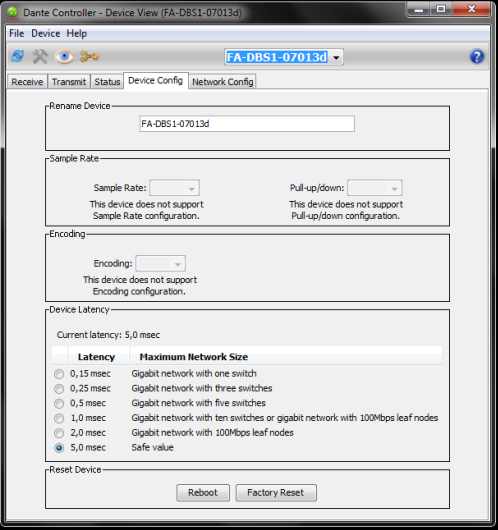 Dante Controller - Device View (FA-DBS1-07013d)
File Device Help
FA-DBS1-07013d
Receive Transmit Status Device Config Network Config
Rename Device
FA-DBS1-07013d
Sample Rate
Sample Rate: Pull-up/down:
This device does not support This device does not support
Sample Rate configuration. Pull-up/down configuration.
Encoding
Encoding:
This device does not support
Encoding configuration.
Device Latency
Current latency: 5,0 msec
Latency Maximum Network Size
0,15 msec Gigabit network with one switch
0,25 msec Gigabit network with three switches
0,5 msec Gigabit network with five switches
1,0 msec Gigabit network with ten switches or gigabit network with 100Mbps leaf nodes
2,0 msec Gigabit network with 100Mbps leaf nodes
5,0 msec Safe value
Reset Device
Reboot Factory Reset